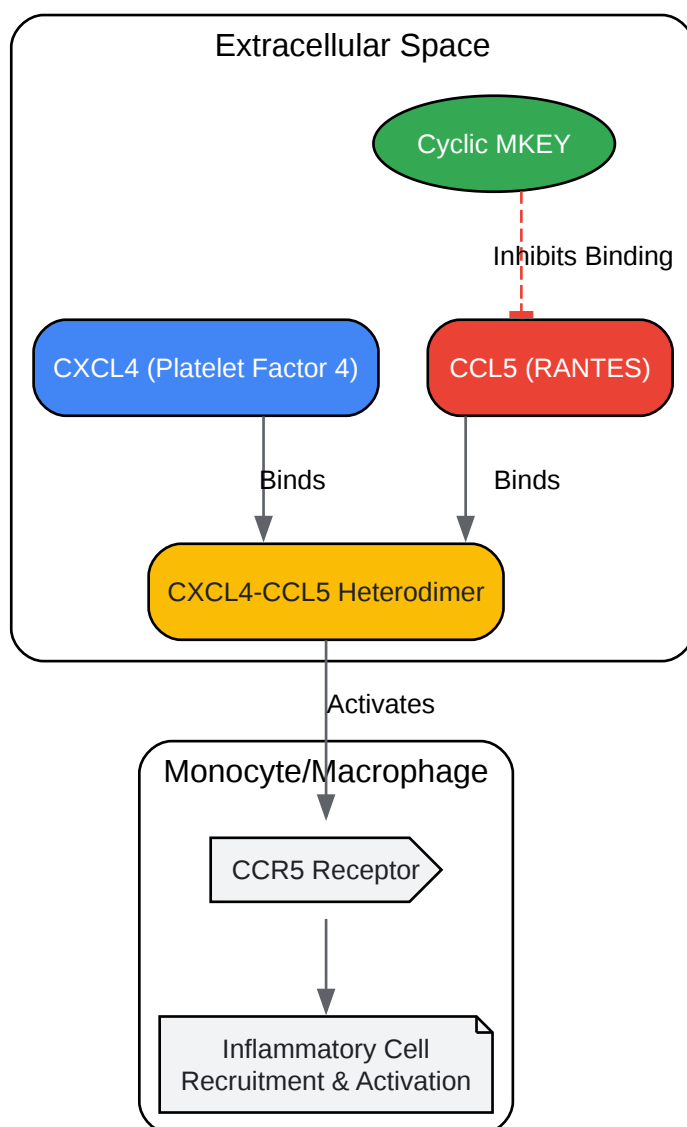 Extracellular Space
Cyclic MKEY
Inhibits Binding
CXCL4 (Platelet Factor 4)
CCL5 (RANTES)
Binds
Binds
CXCL4-CCL5 Heterodimer
Activates
Monocyte/Macrophage
CCR5 Receptor
Inflammatory Cell
Recruitment & Activation